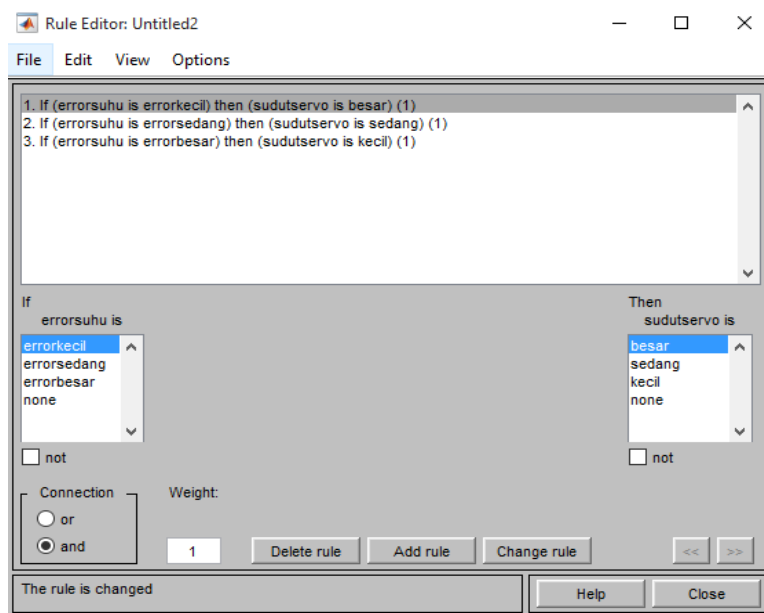 Rule Editor: Untitled2
File Edit View Options
1. If (errorsuhu is errorkecil) then (sudutservo is besar) (1)
2. If (errorsuhu is errorsedang) then (sudutservo is sedang) (1)
3. If (errorsuhu is errorbesar) then (sudutservo is kecil) (1)
If
errorsuhu is
Then
sudutservo is
errorkecil
errorsedang
errorbesar
none
besar
sedang
kecil
none
not
not
Connection
or
and
Weight:
1
Delete rule
Add rule
Change rule
<<
>>
The rule is changed
Help
Close